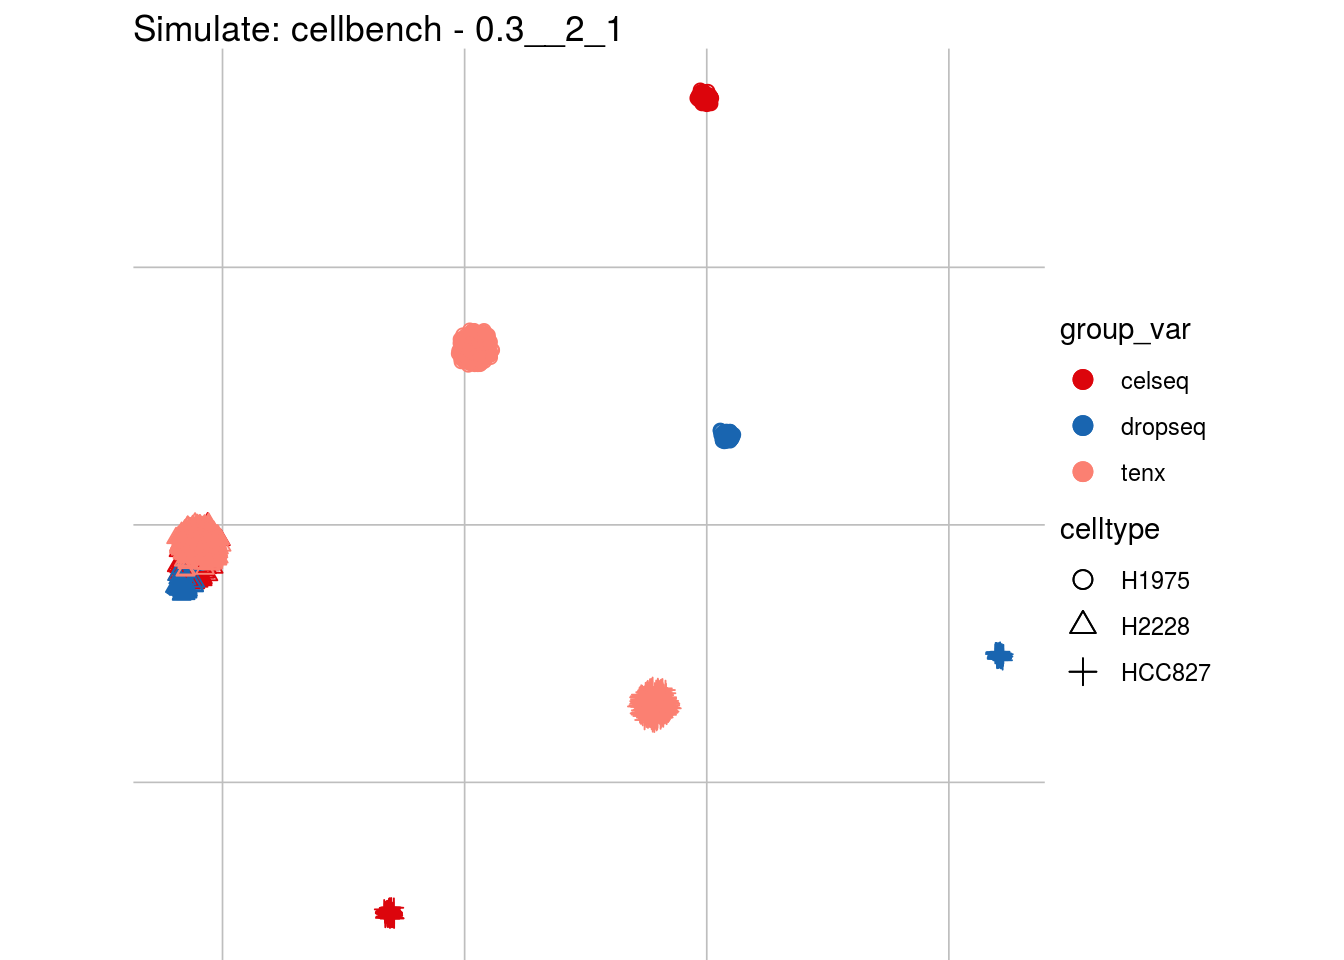 Simulate: cellbench - 0.3__2_1
group_var
celseq
dropseq
tenx
celltype
H1975
H2228
HCC827